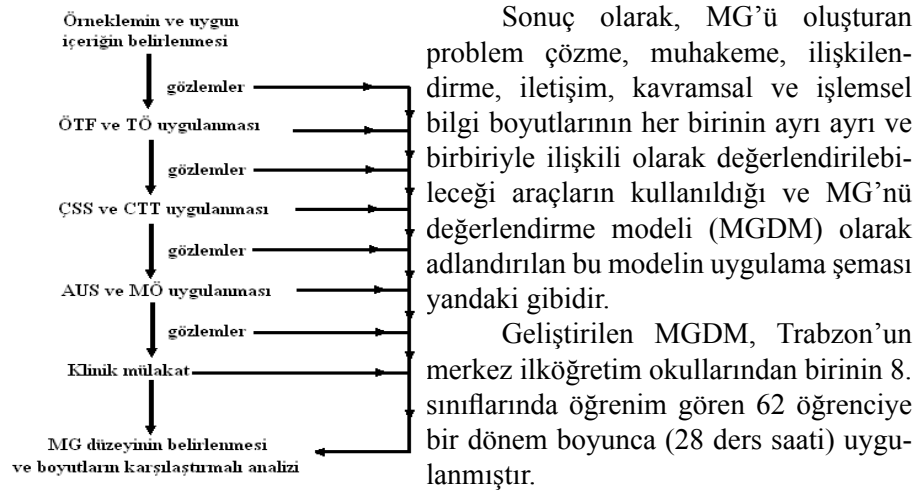 Örneklemin ve uygun
içeriğin belirlenmesi
gözlemler
ÖTF ve TÖ uygulanması
gözlemler
ÇSS ve CTT uygulanması
gözlemler
AUS ve MÖ uygulanması
gözlemler
Klinik mülakat
MG düzeyinin belirlenmesi
ve boyutların karşılaştırmalı analizi
Sonuç olarak, MG’ü oluşturan
problem çözme, muhakeme, ilişkilen-
dirme, iletişim, kavramsal ve işlemsel
bilgi boyutlarının her birinin ayrı ayrı ve
birbiriyle ilişkili olarak değerlendirilebi-
leceği araçların kullanıldığı ve MG’nü
değerlendirme modeli (MGDM) olarak
adlandırılan bu modelin uygulama şeması
yandaki gibidir.
Geliştirilen MGDM, Trabzon’un
merkez ilköğretim okullarından birinin 8.
sınıflarında öğrenim gören 62 öğrenciye
bir dönem boyunca (28 ders saati) uygu-
lanmıştır.